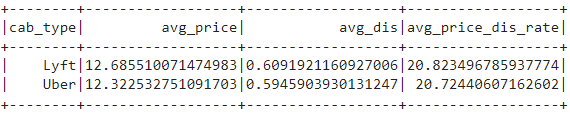 +--------+------------------+------------------+------------------+
|cab_type|         avg_price|           avg_dis|avg_price_dis_rate|
+--------+------------------+------------------+------------------+
|    Lyft|12.685510071474983|0.6091921160927006|20.823496785937774|
|    Uber|12.322532751091703|0.5945903930131247| 20.72440607162602|
+--------+------------------+------------------+------------------+